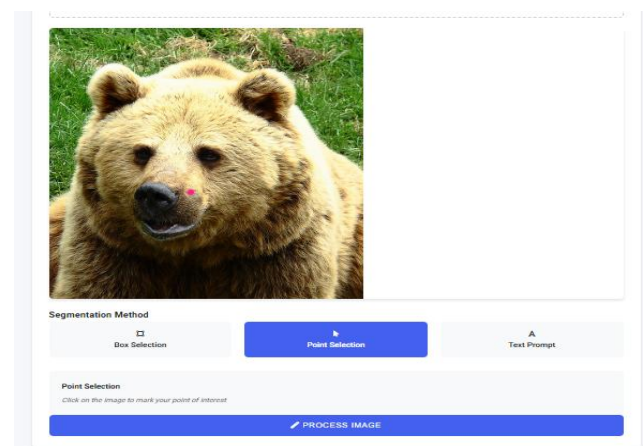 Segmentation Method
Box Selection
Point Selection
A
Text Prompt
Point Selection
Click on the image to mark your point of interest
PROCESS IMAGE